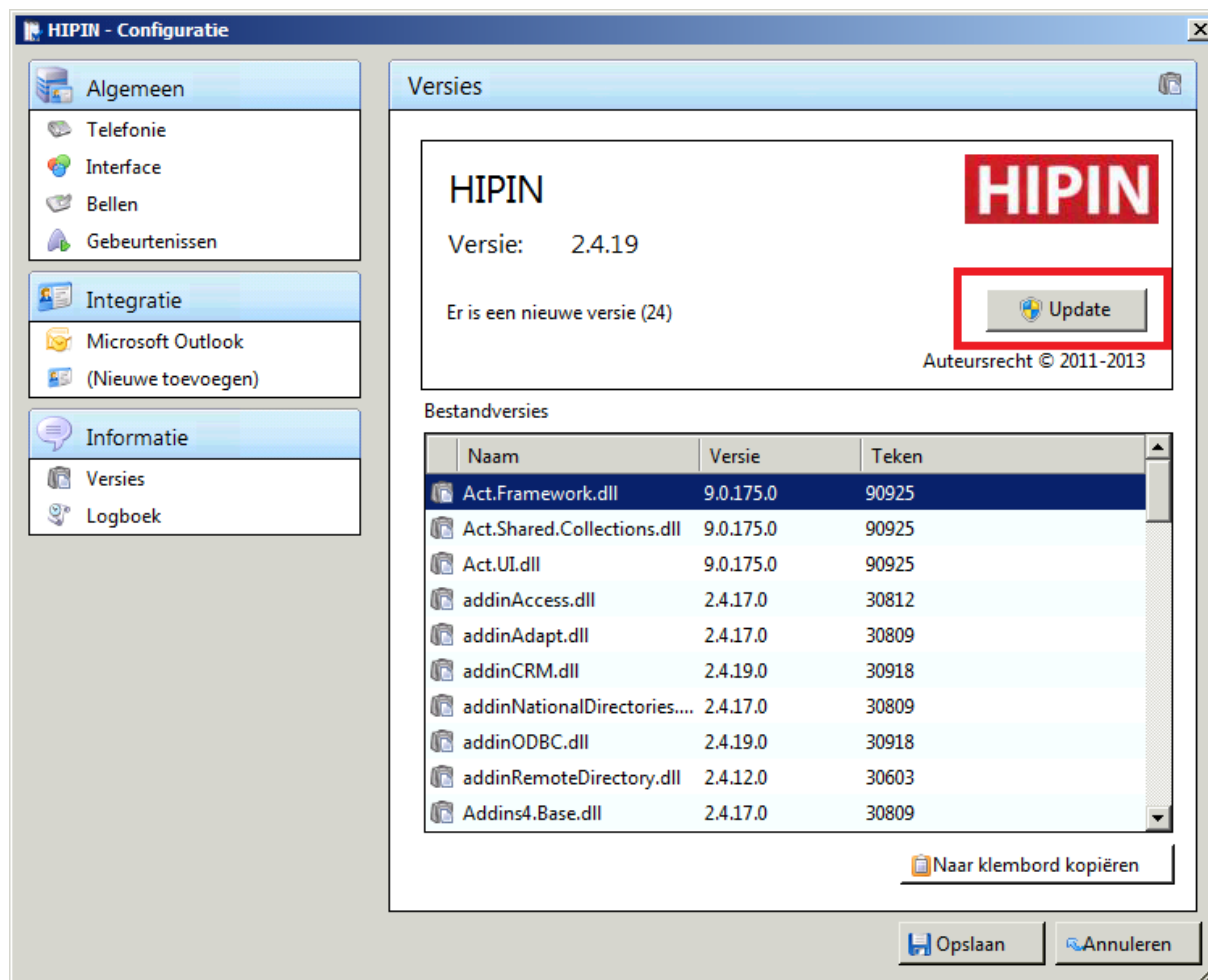 HIPIN - Configuratie
Algemeen
Telefonie
Interface
Bellen
Gebeurtenissen
Integratie
Microsoft Outlook
(Nieuwe toevoegen)
Informatie
Versies
Logboek
Versies
HIPIN
HIPIN
Versie: 2.4.19
Er is een nieuwe versie (24)
Update
Auteursrecht © 2011-2013
Bestandversies
Naam Versie Teken
Act.Framework.dll 9.0.175.0 90925
Act.Shared.Collections.dll 9.0.175.0 90925
Act.UI.dll 9.0.175.0 90925
addinAccess.dll 2.4.17.0 30812
addinAdapt.dll 2.4.17.0 30809
addinCRM.dll 2.4.19.0 30918
addinNationalDirectories.... 2.4.17.0 30809
addinODBC.dll 2.4.19.0 30918
addinRemoteDirectory.dll 2.4.12.0 30603
Addins4.Base.dll 2.4.17.0 30809
Naar klembord kopiëren
Opslaan
Annuleren